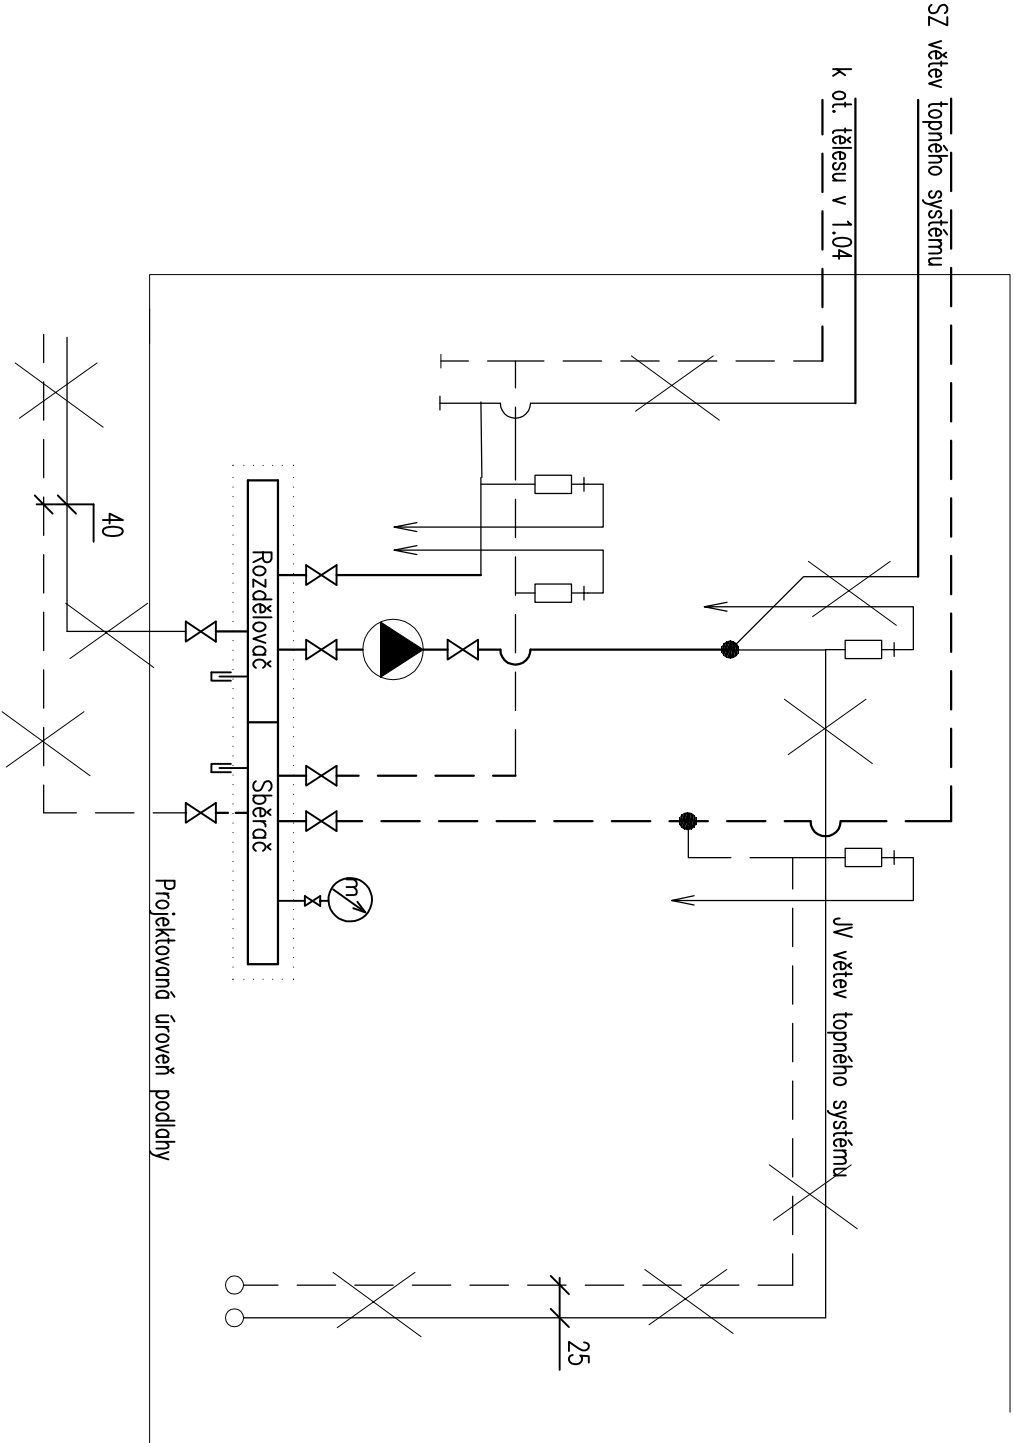 SZ větev topného systému
k ot. tělesu v 1.04
40
Rozdělovač
Sběrač
m
JV větev topného systému
Projektovaná úroveň podlahy
25